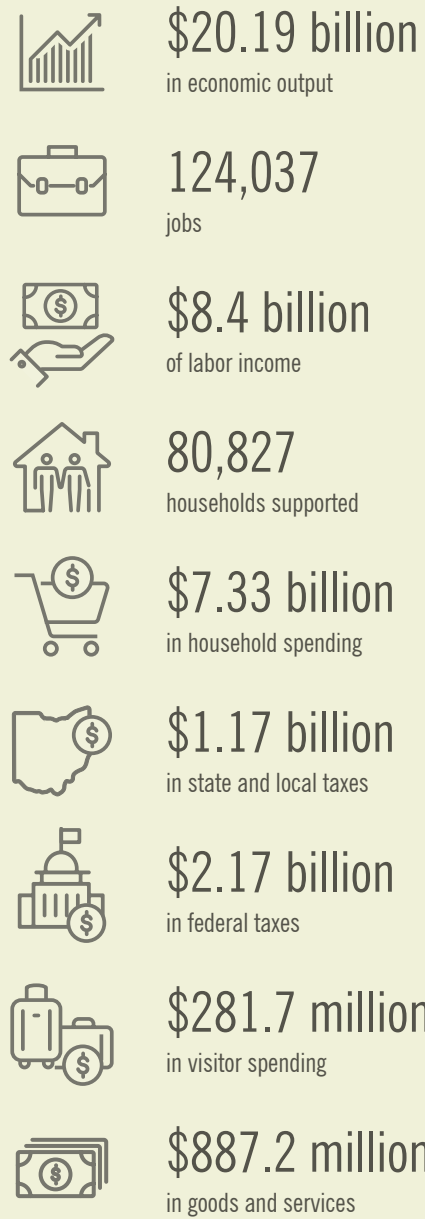 $20.19 billion
in economic output
124,037
jobs
$8.4 billion
of labor income
80,827
households supported
$7.33 billion
in household spending
$1.17 billion
in state and local taxes
$2.17 billion
in federal taxes
$281.7 million
in visitor spending
$887.2 million
in goods and services